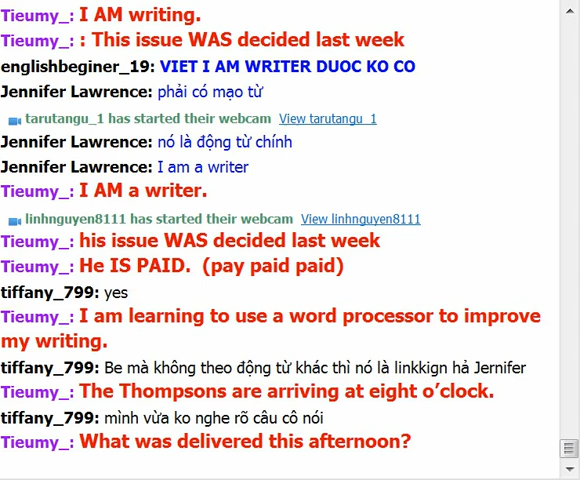 Tieumy_: I AM writing.
Tieumy_: : This issue WAS decided last week
englishbeginer_19: VIET I AM WRITER DUOC KO CO
Jennifer Lawrence: phải có mạo từ
tarutangu_1 has started their webcam View tarutangu_1
Jennifer Lawrence: nó là động từ chính
Jennifer Lawrence: I am a writer
Tieumy_: I AM a writer.
linhnguyen8111 has started their webcam View linhnguyen8111
Tieumy_: his issue WAS decided last week
Tieumy_: He IS PAID. (pay paid paid)
tiffany_799: yes
Tieumy_: I am learning to use a word processor to improve
my writing.
tiffany_799: Be mà không theo động từ khác thì nó là linkkign hả Jernifer
Tieumy_: The Thompsons are arriving at eight o’clock.
tiffany_799: mình vừa ko nghe rõ câu cô nói
Tieumy_: What was delivered this afternoon?